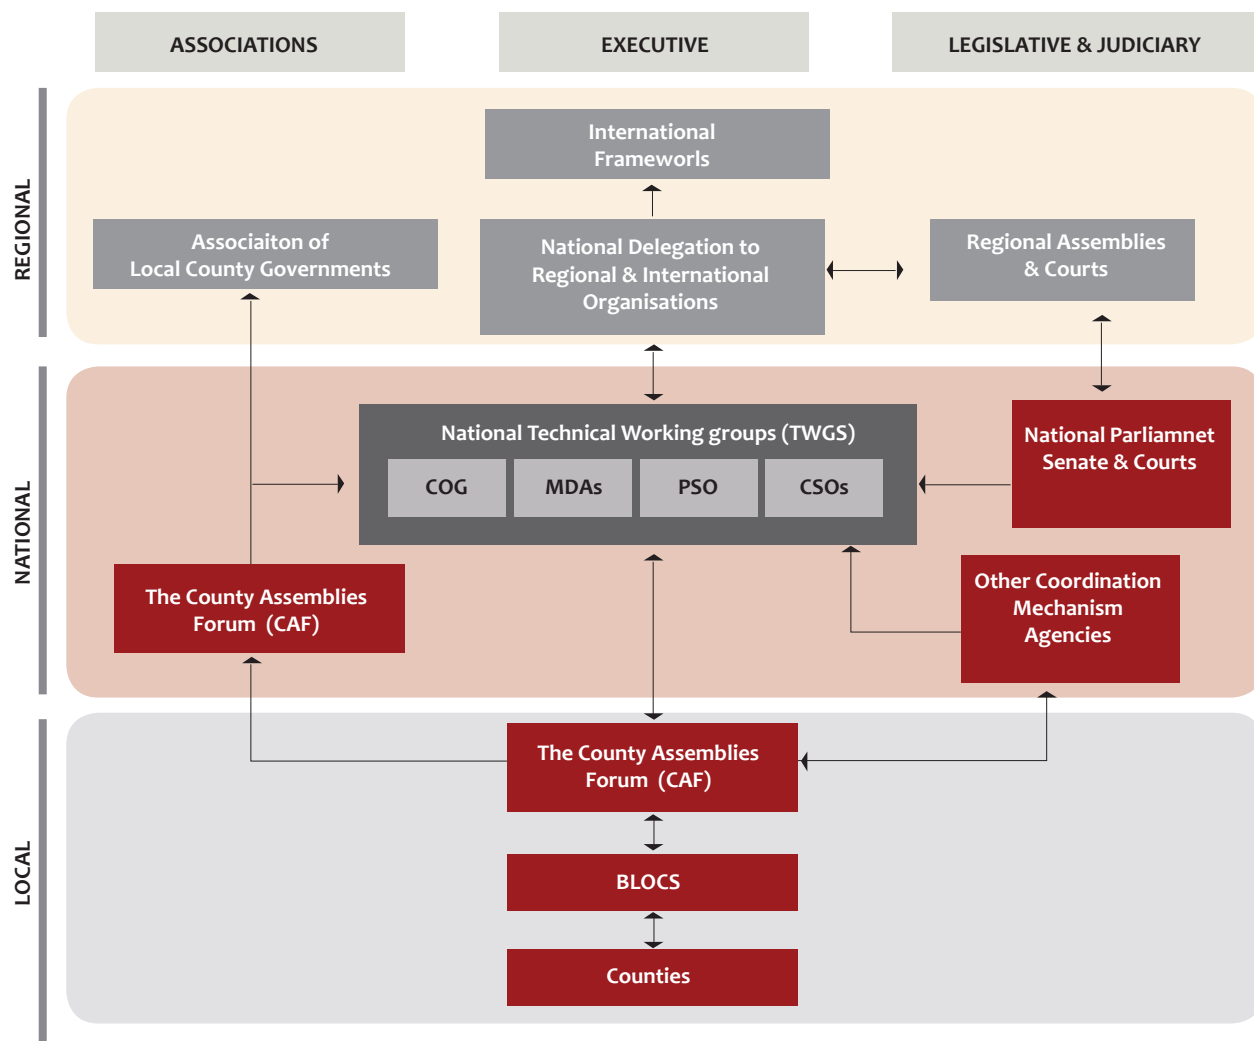 ASSOCIATIONS
EXECUTIVE
LEGISLATIVE & JUDICIARY
REGIONAL
International
Frameworls
Associaiton of
Local County Governments
National Delegation to
Regional & International
Organisations
Regional Assemblies
& Courts
NATIONAL
National Technical Working groups (TWGS)
COG
MDAs
PSO
CSOs
National Parliamnet
Senate & Courts
The County Assemblies
Forum (CAF)
Other Coordination
Mechanism
Agencies
LOCAL
The County Assemblies
Forum (CAF)
BLOCS
Counties